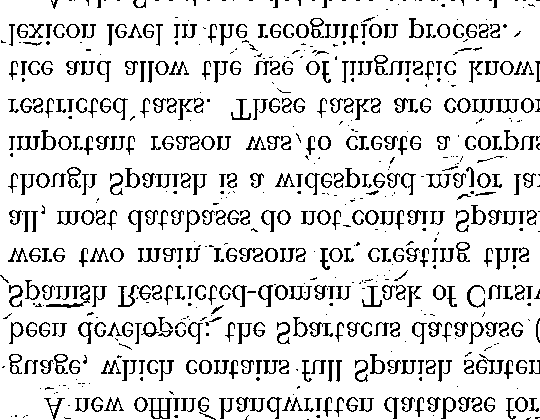 A new offline handwritten database for
guage, which contains full Spanish senten
been developed: the Spartacus database (
Spanish Restricted-domain Task of Cursiv
were two main reasons for creating this
all, most databases do not contain Spanis
though Spanish is a widespread major la
important reason was to create a corpus
restricted tasks. These tasks are commo
tice and allow the use of linguistic knowl
lexicon level in the recognition process.